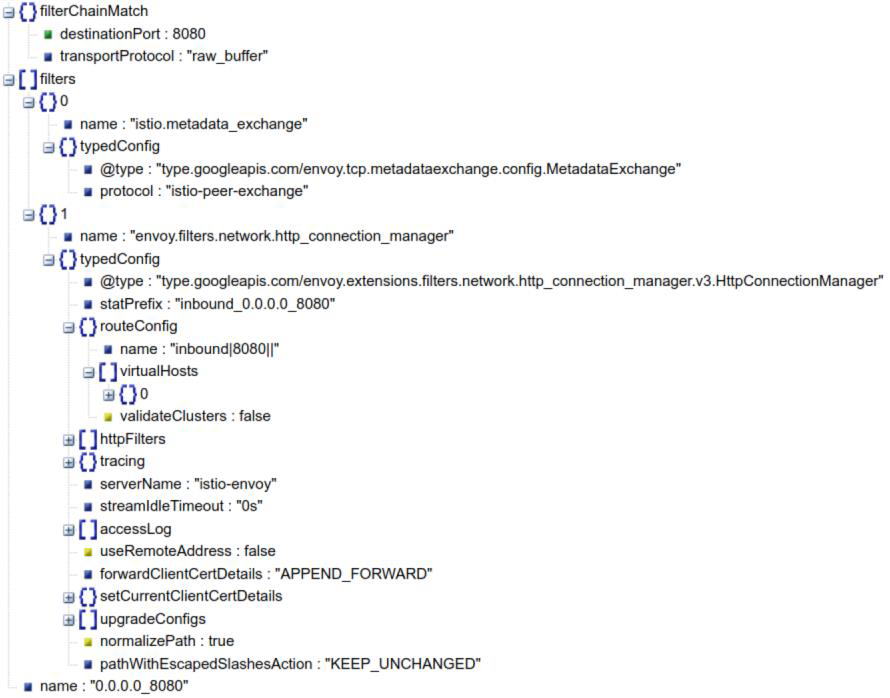 filterChainMatch
destinationPort : 8080
transportProtocol : "raw_buffer"
filters
0
name : "istio.metadata_exchange"
typedConfig
@type : "type.googleapis.com/envoy.tcp.metadataexchange.config.MetadataExchange"
protocol : "istio-peer-exchange"
1
name : "envoy.filters.network.http_connection_manager"
typedConfig
@type : "type.googleapis.com/envoy.extensions.filters.network.http_connection_manager.v3.HttpConnectionManager"
statPrefix : "inbound_0.0.0.0_8080"
routeConfig
name : "inbound|8080||"
virtualHosts
0
validateClusters : false
httpFilters
tracing
serverName : "istio-envoy"
streamIdleTimeout : "0s"
accessLog
useRemoteAddress : false
forwardClientCertDetails : "APPEND_FORWARD"
setCurrentClientCertDetails
upgradeConfigs
normalizePath : true
pathWithEscapedSlashesAction : "KEEP_UNCHANGED"
name : "0.0.0.0_8080"